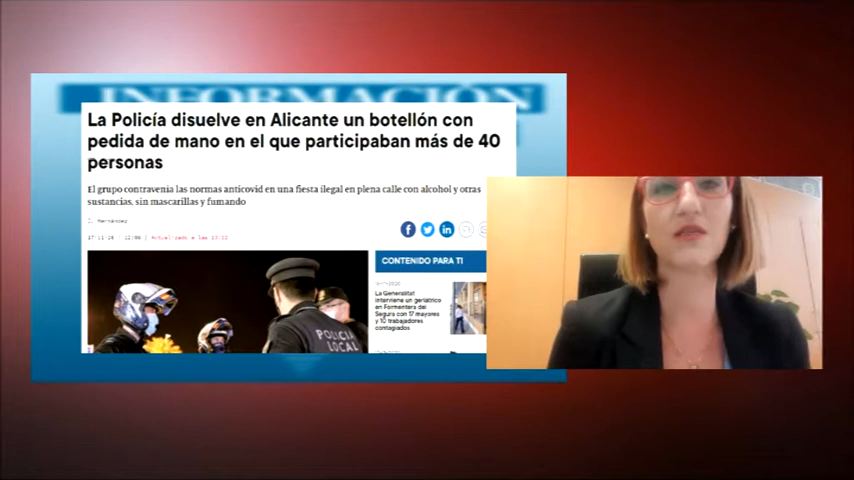 INFORMACIÓN
La Policía disuelve en Alicante un botellón con
pedida de mano en el que participaban más de 40
personas
El grupo contravenía las normas anticovid en una fiesta ilegal en plena calle con alcohol y otras
sustancias, sin mascarillas y fumando
Hernández
CONTENIDO PARA TI
La Generalitat
interviene un geriátrico
en Formentera del
Segura con 17 mayores
y 10 trabajadores
contagiados
POLICIA
LOCAL